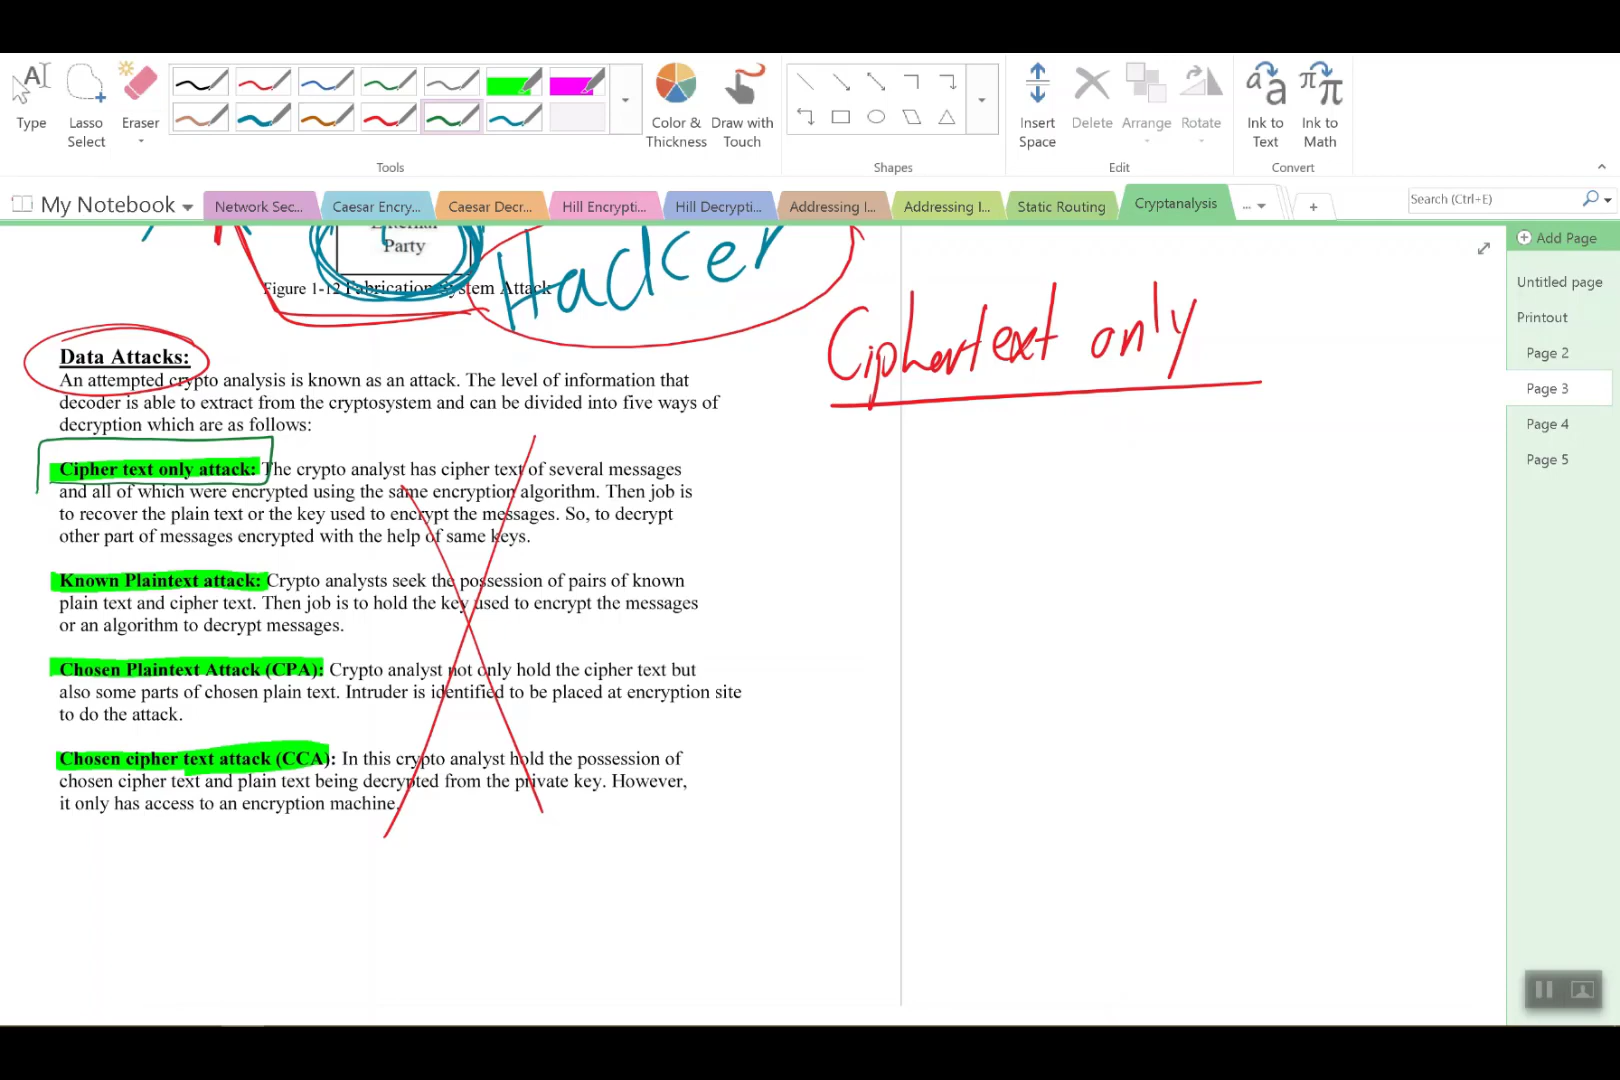 Type
Lasso
Select
Eraser
Color &
Thickness
Draw with
Touch
Insert
Space
Delete
Arrange
Rotate
Ink to
Text
Ink to
Math
Tools
Shapes
Edit
Convert
My Notebook
Network Sec...
Caesar Encry...
Caesar Decr...
Hill Encrypti...
Hill Decrypti...
Addressing I...
Addressing I...
Static Routing
Cryptanalysis
...
Search (Ctrl+E)
Add Page
Untitled page
Printout
Page 2
Page 3
Page 4
Page 5
External
Party
Hacker
Figure 1-12 Fabrication System Attack
Ciphertext only
Data Attacks:
An attempted crypto analysis is known as an attack. The level of information that
decoder is able to extract from the cryptosystem and can be divided into five ways of
decryption which are as follows:
Cipher text only attack: The crypto analyst has cipher text of several messages
and all of which were encrypted using the same encryption algorithm. Then job is
to recover the plain text or the key used to encrypt the messages. So, to decrypt
other part of messages encrypted with the help of same keys.
Known Plaintext attack: Crypto analysts seek the possession of pairs of known
plain text and cipher text. Then job is to hold the key used to encrypt the messages
or an algorithm to decrypt messages.
Chosen Plaintext Attack (CPA): Crypto analyst not only hold the cipher text but
also some parts of chosen plain text. Intruder is identified to be placed at encryption site
to do the attack.
Chosen cipher text attack (CCA): In this crypto analyst hold the possession of
chosen cipher text and plain text being decrypted from the private key. However,
it only has access to an encryption machine.